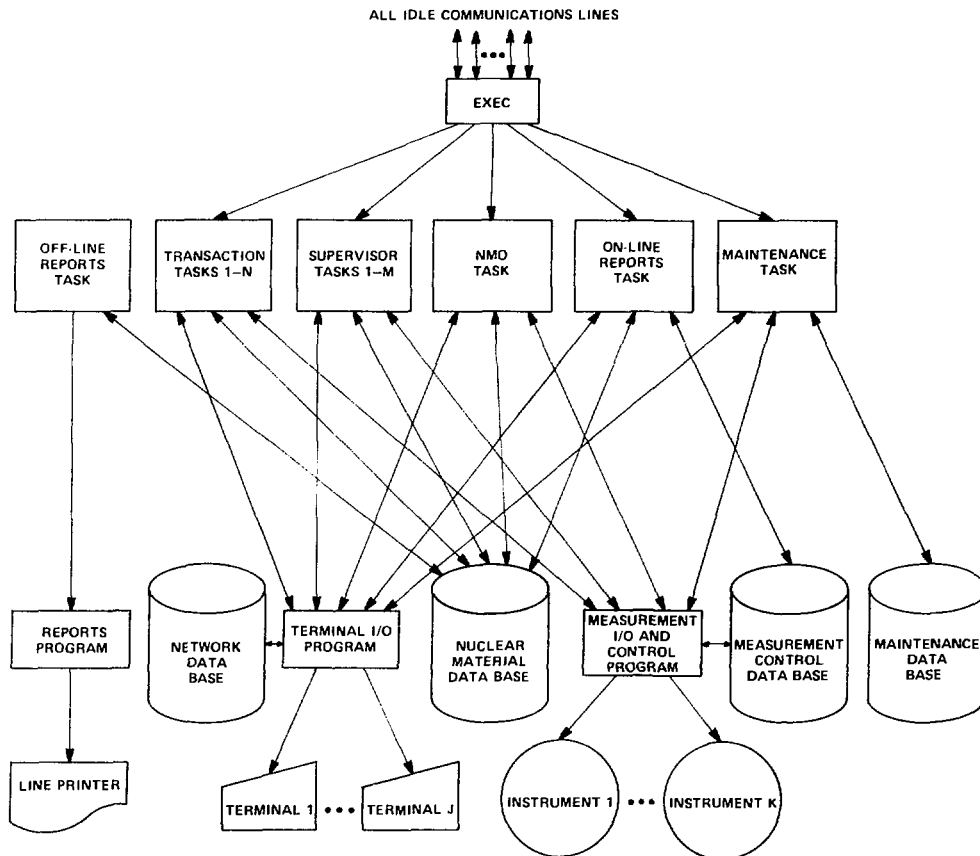 ALL IDLE COMMUNICATIONS LINES
EXEC
OFF-LINE
REPORTS
TASK
TRANSACTION
TASKS 1–N
SUPERVISOR
TASKS 1–M
NMO
TASK
ON-LINE
REPORTS
TASK
MAINTENANCE
TASK
REPORTS
PROGRAM
NETWORK
DATA
BASE
TERMINAL I/O
PROGRAM
NUCLEAR
MATERIAL
DATA BASE
MEASUREMENT
I/O AND
CONTROL
PROGRAM
MEASUREMENT
CONTROL
DATA BASE
MAINTENANCE
DATA
BASE
LINE PRINTER
TERMINAL 1
TERMINAL J
INSTRUMENT 1
INSTRUMENT K